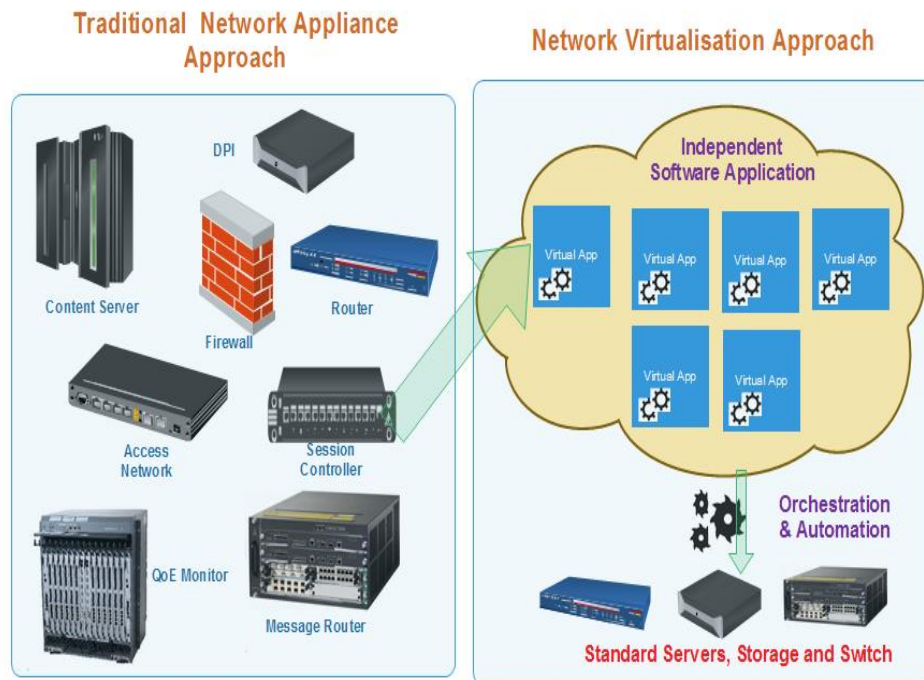 Traditional Network Appliance
Approach
Network Virtualisation Approach
DPI
Content Server
Firewall
Router
Access
Network
Session
Controller
QoE Monitor
Message Router
Independent
Software Application
Virtual App
Virtual App
Virtual App
Virtual App
Virtual App
Virtual App
Orchestration
& Automation
Standard Servers, Storage and Switch